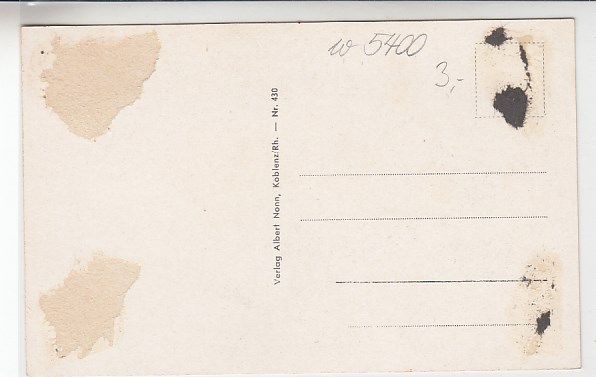 w 5400
3,-
Verlag Albert Nonn, Koblenz/Rh. — Nr. 430